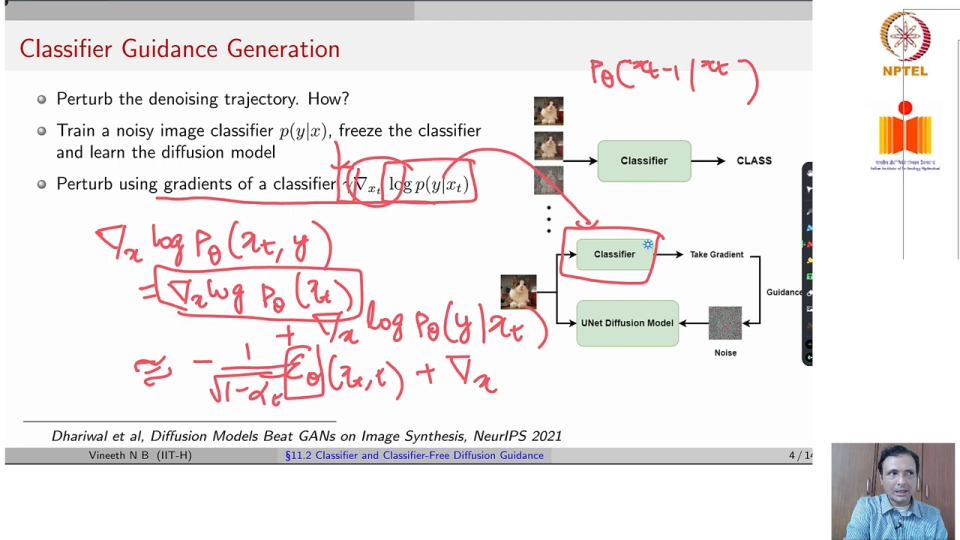 Classifier Guidance Generation
Pθ(xt-1|xt)
NPTEL
Perturb the denoising trajectory. How?
Train a noisy image classifier p(y|x), freeze the classifier
and learn the diffusion model
Perturb using gradients of a classifier γ∇xt log p(y|xt)
Classifier
CLASS
∇x log Pθ(xt, y)
= ∇x log Pθ(xt)
+ ∇x log Pθ(y|xt)
≅ - 1/√1-αt εθ(xt,t) + ∇x
Classifier
Take Gradient
Guidance
UNet Diffusion Model
Noise
Dhariwal et al, Diffusion Models Beat GANs on Image Synthesis, NeurIPS 2021
Vineeth N B (IIT-H)
§11.2 Classifier and Classifier-Free Diffusion Guidance
4 / 14